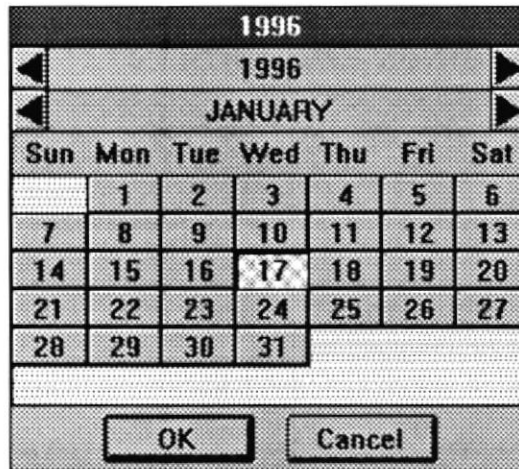 1996
1996
JANUARY
Sun Mon Tue Wed Thu Fri Sat
1 2 3 4 5 6
7 8 9 10 11 12 13
14 15 16 17 18 19 20
21 22 23 24 25 26 27
28 29 30 31
OK Cancel